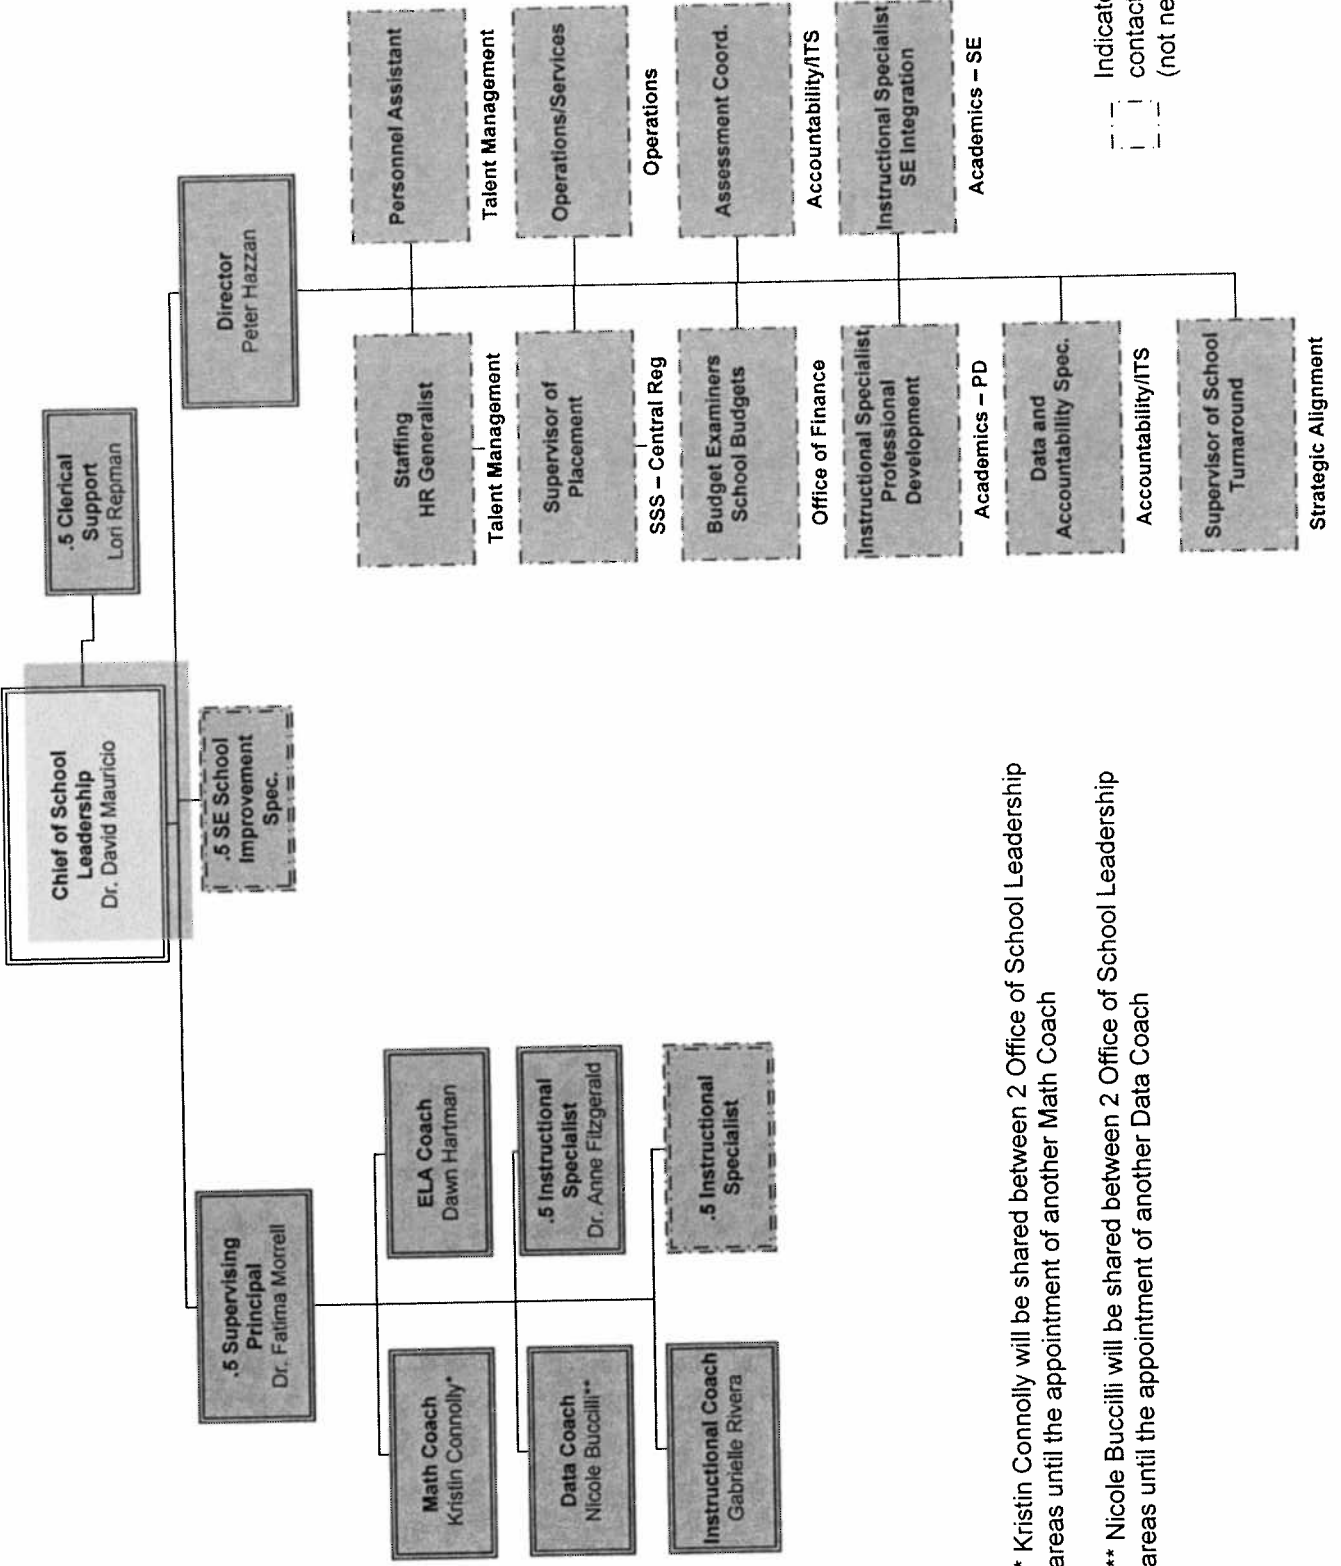 Chief of School
Leadership
Dr. David Mauricio
.5 Clerical
Support
Lori Repman
.5 SE School
Improvement
Spec.
.5 Supervising
Principal
Dr. Fatima Morrell
Director
Peter Hazzan
Math Coach
Kristin Connolly*
ELA Coach
Dawn Hartman
Data Coach
Nicole Buccilli**
.5 Instructional
Specialist
Dr. Anne Fitzgerald
Instructional Coach
Gabrielle Rivera
.5 Instructional
Specialist
Staffing
HR Generalist
Talent Management
Personnel Assistant
Talent Management
Supervisor of
Placement
SSS – Central Reg
Operations/Services
Operations
Budget Examiners
School Budgets
Office of Finance
Assessment Coord.
Accountability/ITS
Instructional Specialist
Professional
Development
Academics – PD
Instructional Specialist
SE Integration
Academics – SE
Data and
Accountability Spec.
Accountability/ITS
Supervisor of School
Turnaround
Strategic Alignment
* Kristin Connolly will be shared between 2 Office of School Leadership
areas until the appointment of another Math Coach
** Nicole Buccilli will be shared between 2 Office of School Leadership
areas until the appointment of another Data Coach
contact
(not